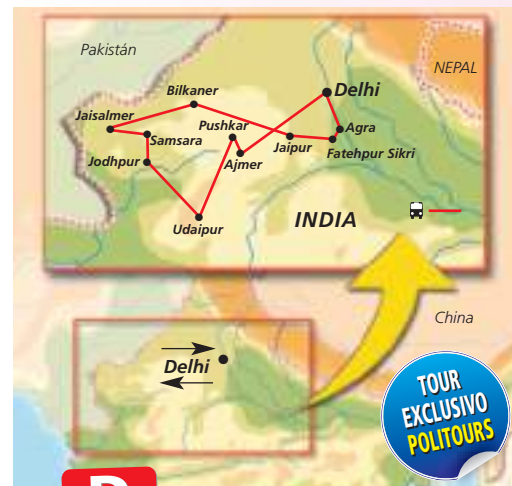 Pakistán
NEPAL
Bilkaner
Delhi
Jaisalmer
Pushkar
Samsara
Agra
Jaipur
Jodhpur
Ajmer
Fatehpur Sikri
Udaipur
INDIA
China
Delhi
TOUR
EXCLUSIVO
POLITOURS